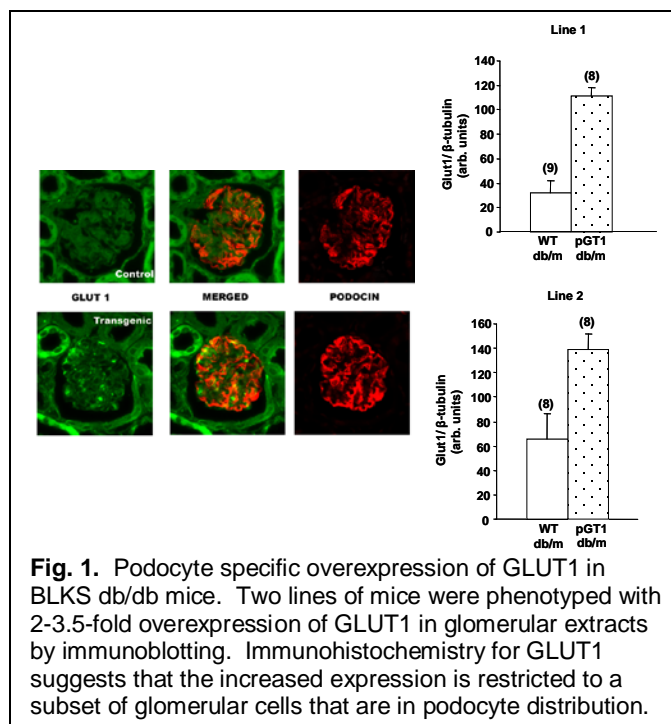 Line 1
140
120
100
80
60
40
20
0
Glut1/ β-tubulin
(arb. units)
(9)
(8)
WT
db/m
pGT1
db/m
Control
GLUT 1
MERGED
PODOCIN
Transgenic
Line 2
160
140
120
100
80
60
40
20
0
Glut1/ β-tubulin
(arb. units)
(8)
(8)
WT
db/m
pGT1
db/m
Fig. 1. Podocyte specific overexpression of GLUT1 in
BLKS db/db mice. Two lines of mice were phenotyped with
2-3.5-fold overexpression of GLUT1 in glomerular extracts
by immunoblotting. Immunohistochemistry for GLUT1
suggests that the increased expression is restricted to a
subset of glomerular cells that are in podocyte distribution.